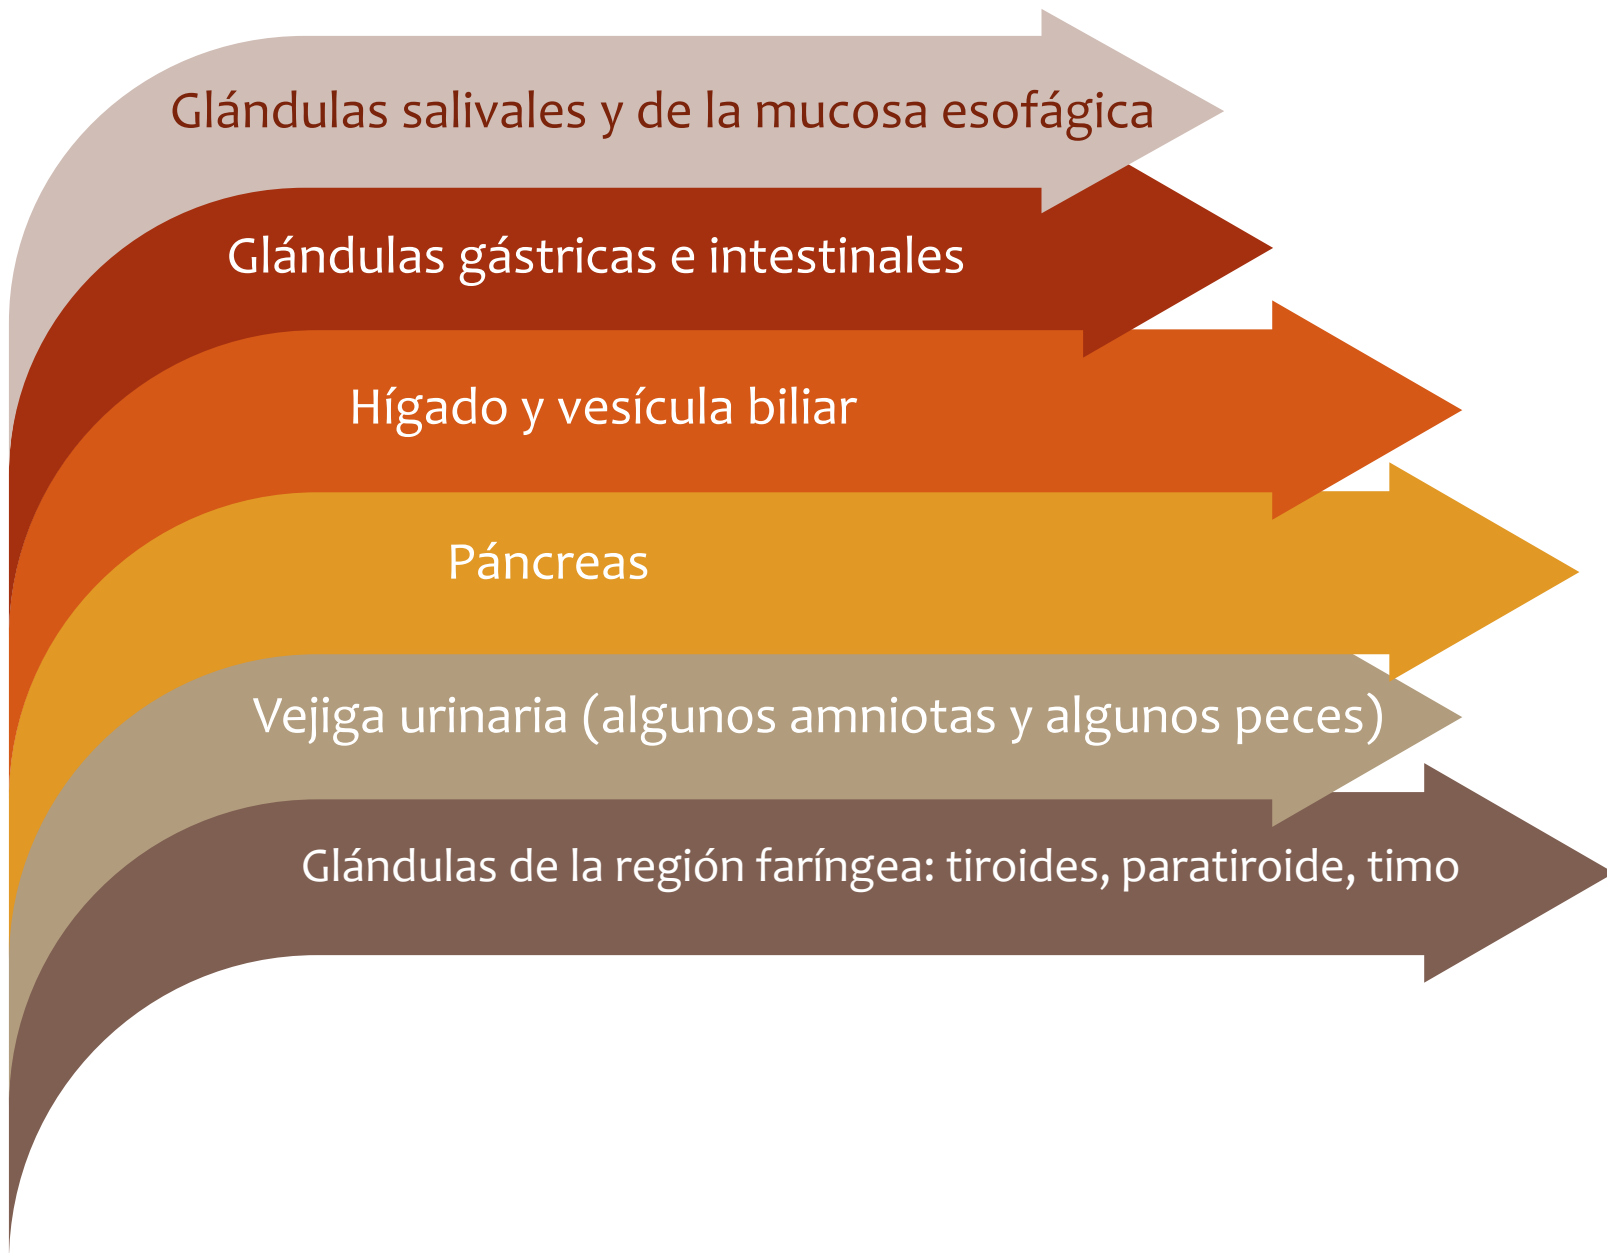 Glándulas salivales y de la mucosa esofágica
Glándulas gástricas e intestinales
Hígado y vesícula biliar
Páncreas
Vejiga urinaria (algunos amniotas y algunos peces)
Glándulas de la región faríngea: tiroides, paratiroide, timo